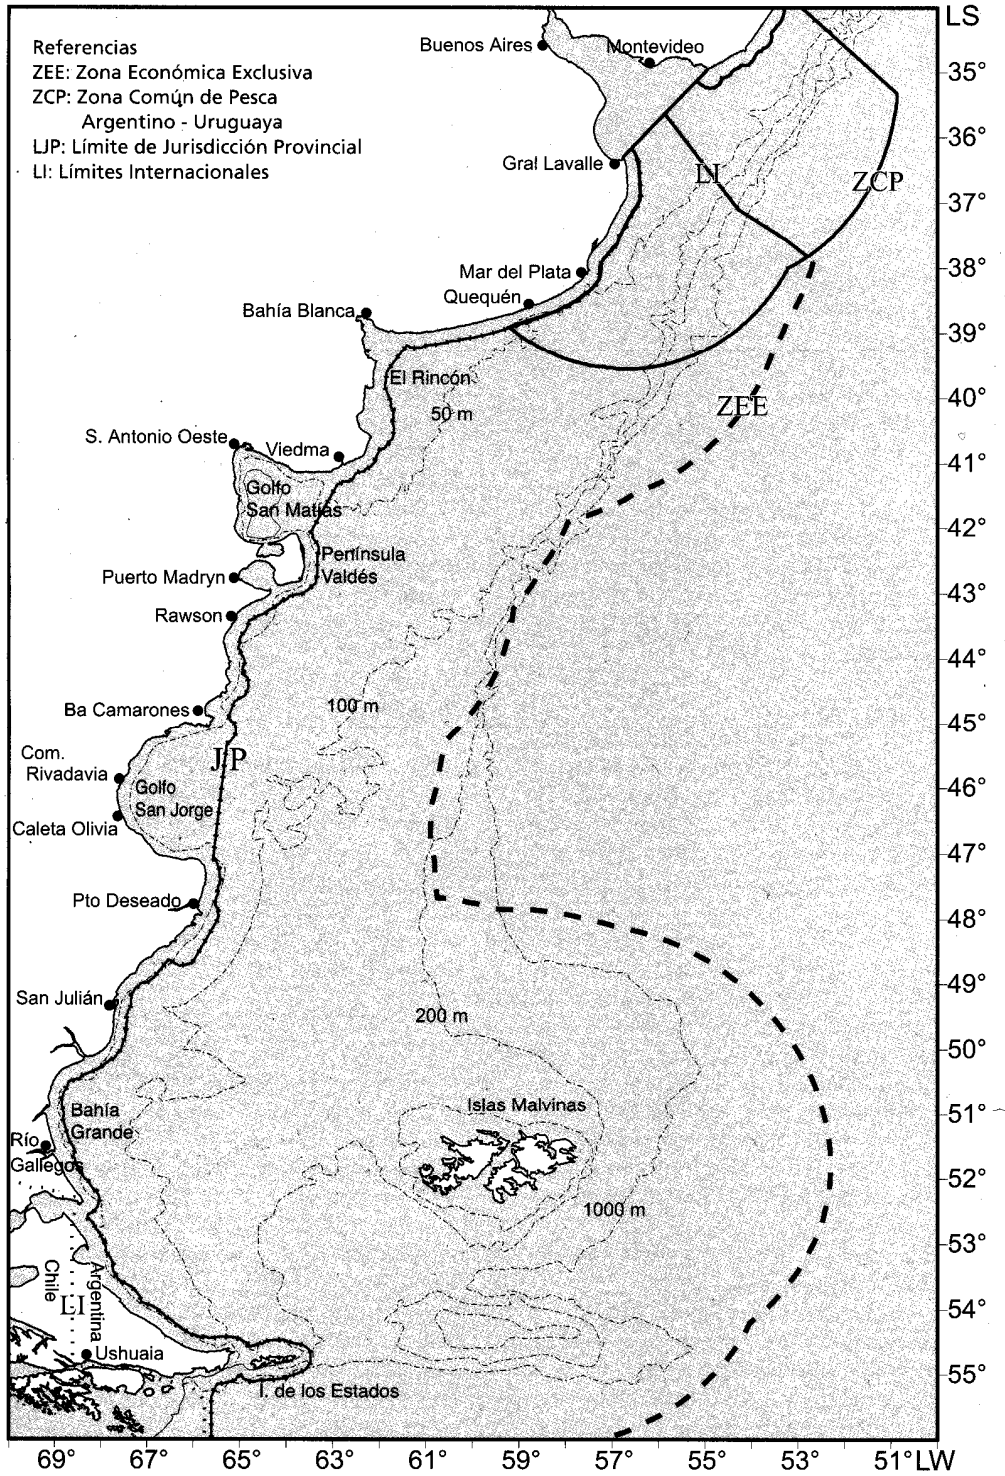 Referencias
ZEE: Zona Económica Exclusiva
ZCP: Zona Común de Pesca
Argentino - Uruguaya
LJP: Límite de Jurisdicción Provincial
LI: Límites Internacionales
Buenos Aires
Montevideo
Gral Lavalle
LI
ZCP
Mar del Plata
Quequén
Bahía Blanca
El Rincón
50 m
ZEE
S. Antonio Oeste
Viedma
Golfo
San Matías
Península
Valdés
Puerto Madryn
Rawson
100 m
Ba Camarones
JP
Com.
Rivadavia
Golfo
San Jorge
Caleta Olivia
Pto Deseado
San Julián
200 m
Bahía
Grande
Islas Malvinas
Río
Gallegos
1000 m
Chile
LI
Argentina
Ushuaia
I. de los Estados
LS
35°
36°
37°
38°
39°
40°
41°
42°
43°
44°
45°
46°
47°
48°
49°
50°
51°
52°
53°
54°
55°
69 67 65 63 61° 59 57 55 53 51° LW